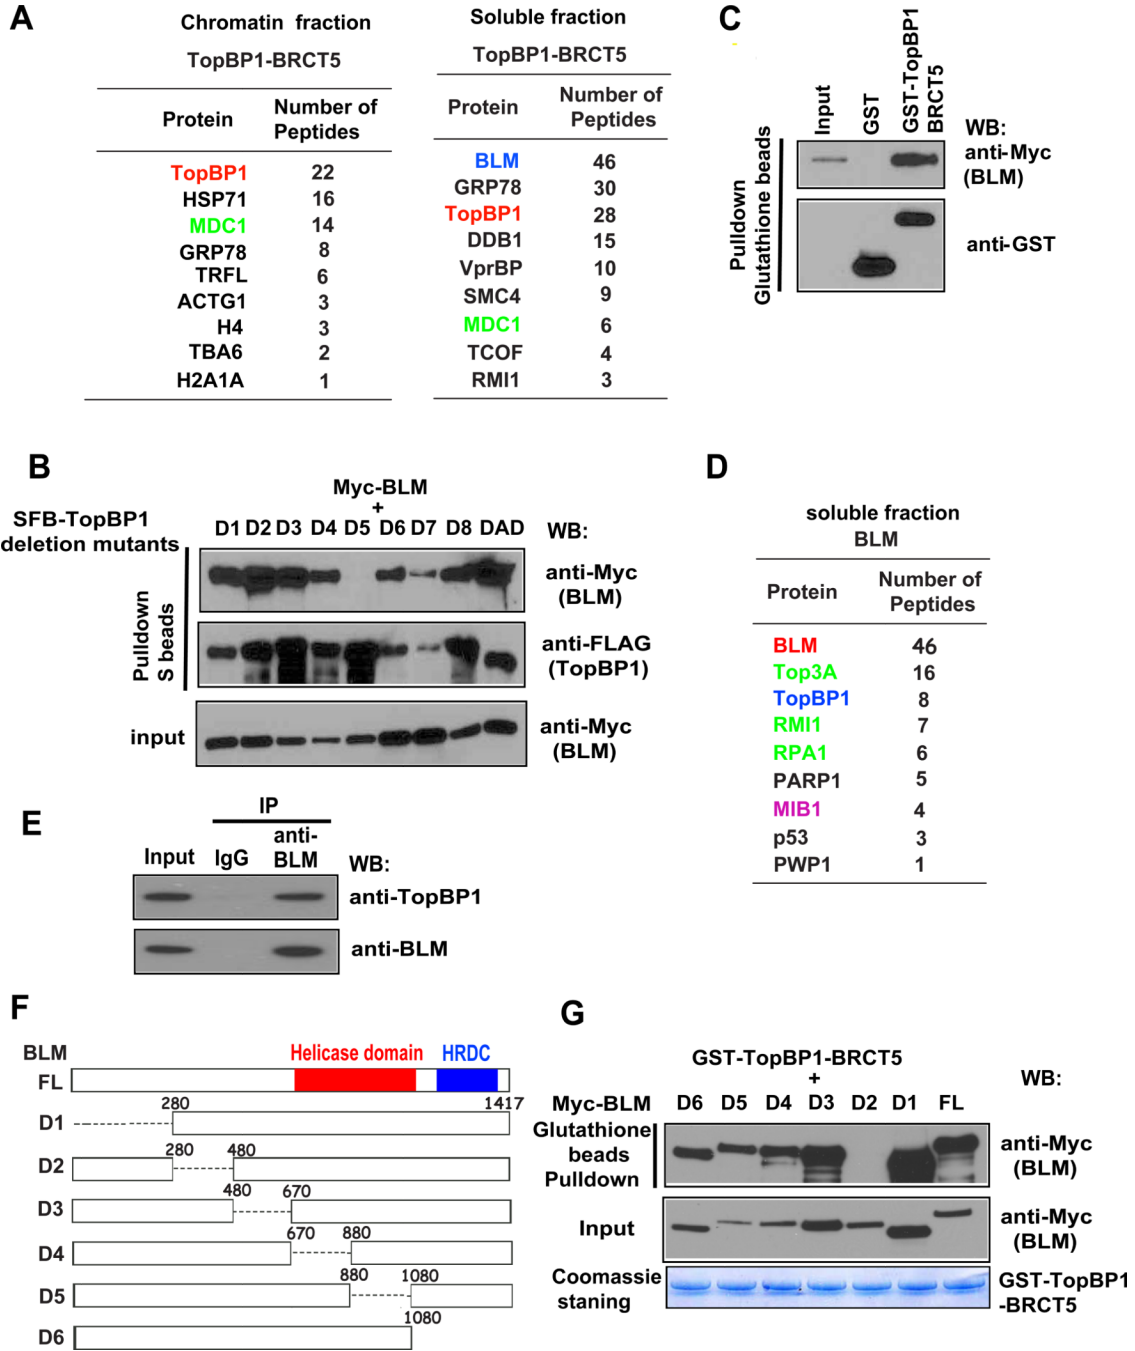 A
Chromatin fraction
TopBP1-BRCT5
Protein Number of Peptides
TopBP1 22
HSP71 16
MDC1 14
GRP78 8
TRFL 6
ACTG1 3
H4 3
TBA6 2
H2A1A 1
Soluble fraction
TopBP1-BRCT5
Protein Number of Peptides
BLM 46
GRP78 30
TopBP1 28
DDB1 15
VprBP 10
SMC4 9
MDC1 6
TCOF 4
RMI1 3
C
Input
GST
GST-TopBP1
BRCT5
WB:
Pulldown
Glutathione beads
anti-Myc
(BLM)
anti-GST
B
Myc-BLM
+
SFB-TopBP1
deletion mutants
D1 D2 D3 D4 D5 D6 D7 D8 DAD
WB:
Pulldown
S beads
anti-Myc
(BLM)
anti-FLAG
(TopBP1)
input
anti-Myc
(BLM)
D
soluble fraction
BLM
Protein Number of Peptides
BLM 46
Top3A 16
TopBP1 8
RMI1 7
RPA1 6
PARP1 5
MIB1 4
p53 3
PWP1 1
E
IP
Input IgG anti-
BLM
WB:
anti-TopBP1
anti-BLM
F
BLM
FL
Helicase domain HRDC
D1 280 1417
D2 280 480
D3 480 670
D4 670 880
D5 880 1080
D6 1080
G
GST-TopBP1-BRCT5
+
WB:
Myc-BLM D6 D5 D4 D3 D2 D1 FL
Glutathione
beads
Pulldown
anti-Myc
(BLM)
Input
anti-Myc
(BLM)
Coomassie
staning
GST-TopBP1
-BRCT5